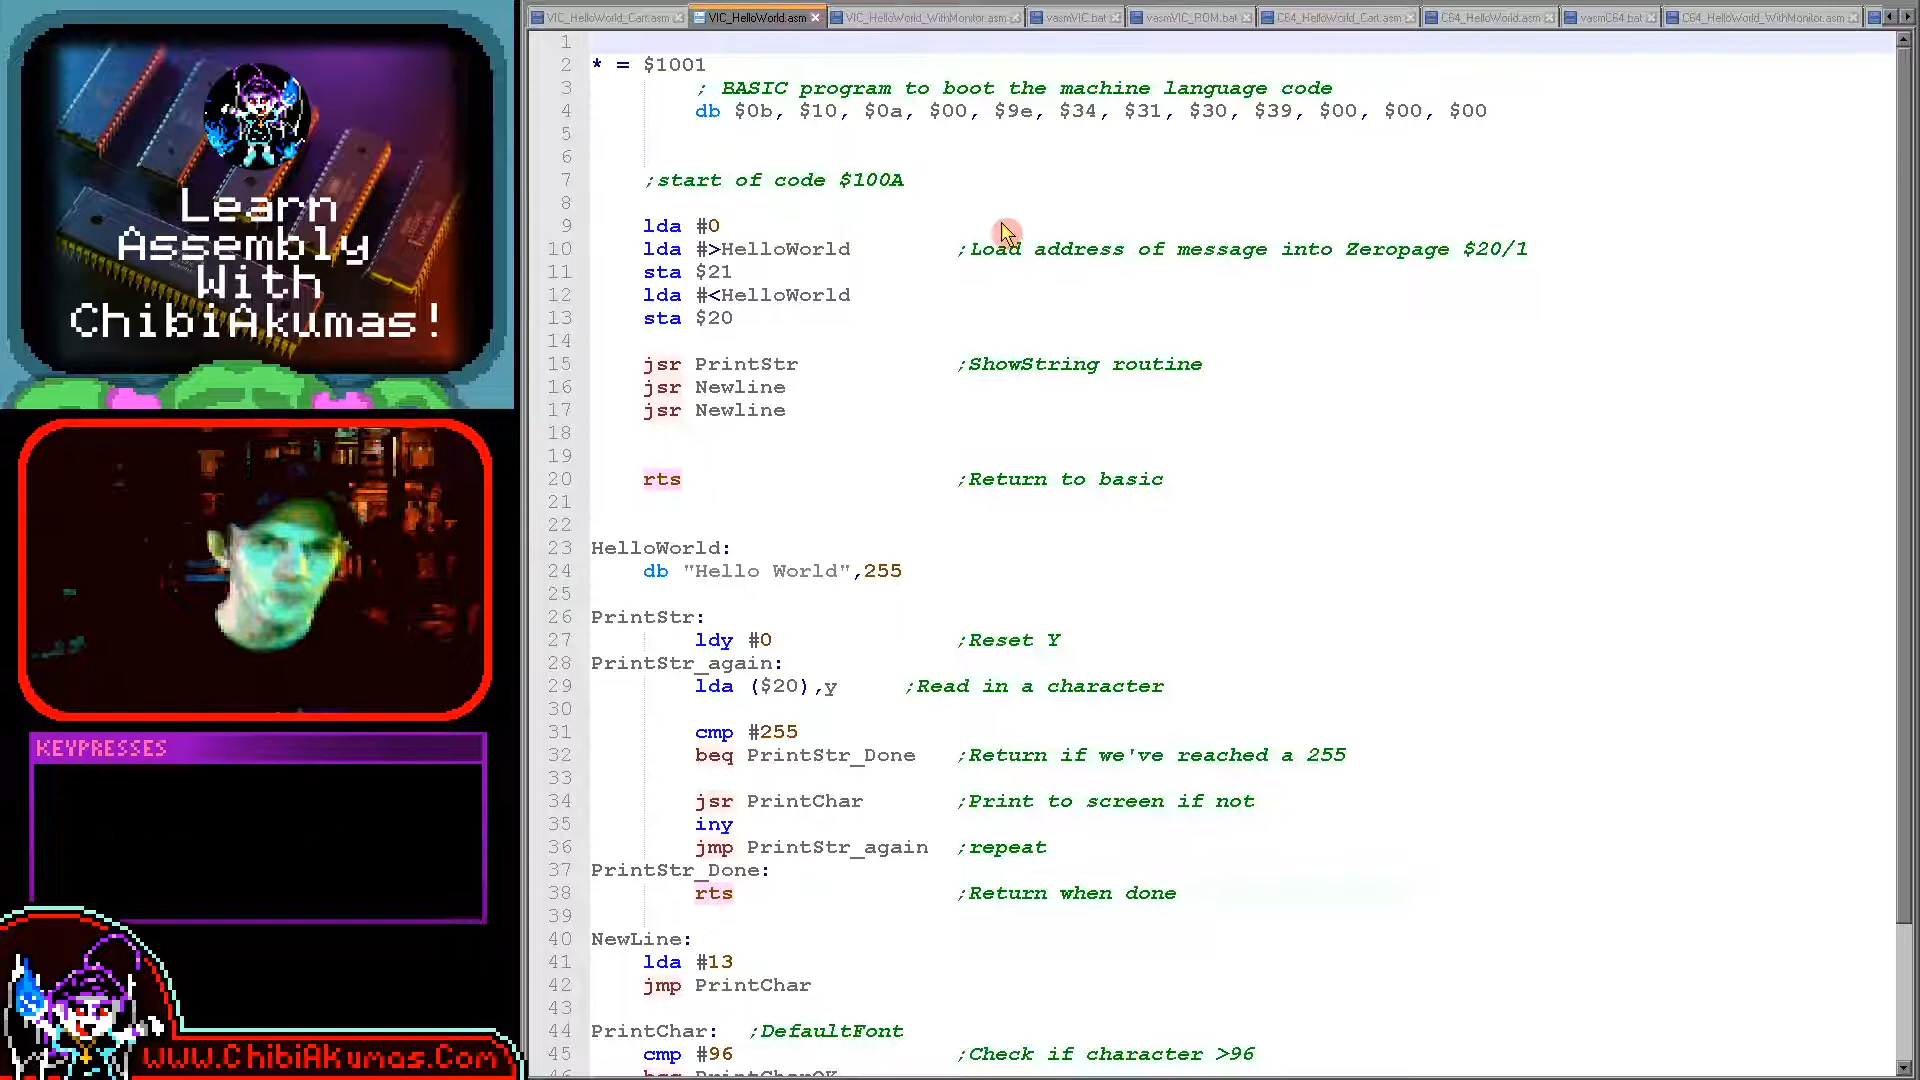 Learn
Assembly
With
ChibiAkumas!
KEYPRESSES
www.ChibiAkumas.Com
VIC_HelloWorld_Cart.asm
VIC_HelloWorld.asm
VIC_HelloWorld_WithMonitor.asm
vasmVIC.bat
vasmVIC_ROM.bat
C64_HelloWorld_Cart.asm
C64_HelloWorld.asm
vasmC64.bat
C64_HelloWorld_WithMonitor.asm
1
2 * = $1001
3 ; BASIC program to boot the machine language code
4 db $0b, $10, $0a, $00, $9e, $34, $31, $30, $39, $00, $00, $00
5
6
7 ;start of code $100A
8
9 lda #0
10 lda #>HelloWorld ;Load address of message into Zeropage $20/1
11 sta $21
12 lda #<HelloWorld
13 sta $20
14
15 jsr PrintStr ;ShowString routine
16 jsr Newline
17 jsr Newline
18
19
20 rts ;Return to basic
21
22
23 HelloWorld:
24 db "Hello World",255
25
26 PrintStr:
27 ldy #0 ;Reset Y
28 PrintStr_again:
29 lda ($20),y ;Read in a character
30
31 cmp #255
32 beq PrintStr_Done ;Return if we've reached a 255
33
34 jsr PrintChar ;Print to screen if not
35 iny
36 jmp PrintStr_again ;repeat
37 PrintStr_Done:
38 rts ;Return when done
39
40 NewLine:
41 lda #13
42 jmp PrintChar
43
44 PrintChar: ;DefaultFont
45 cmp #96 ;Check if character >96